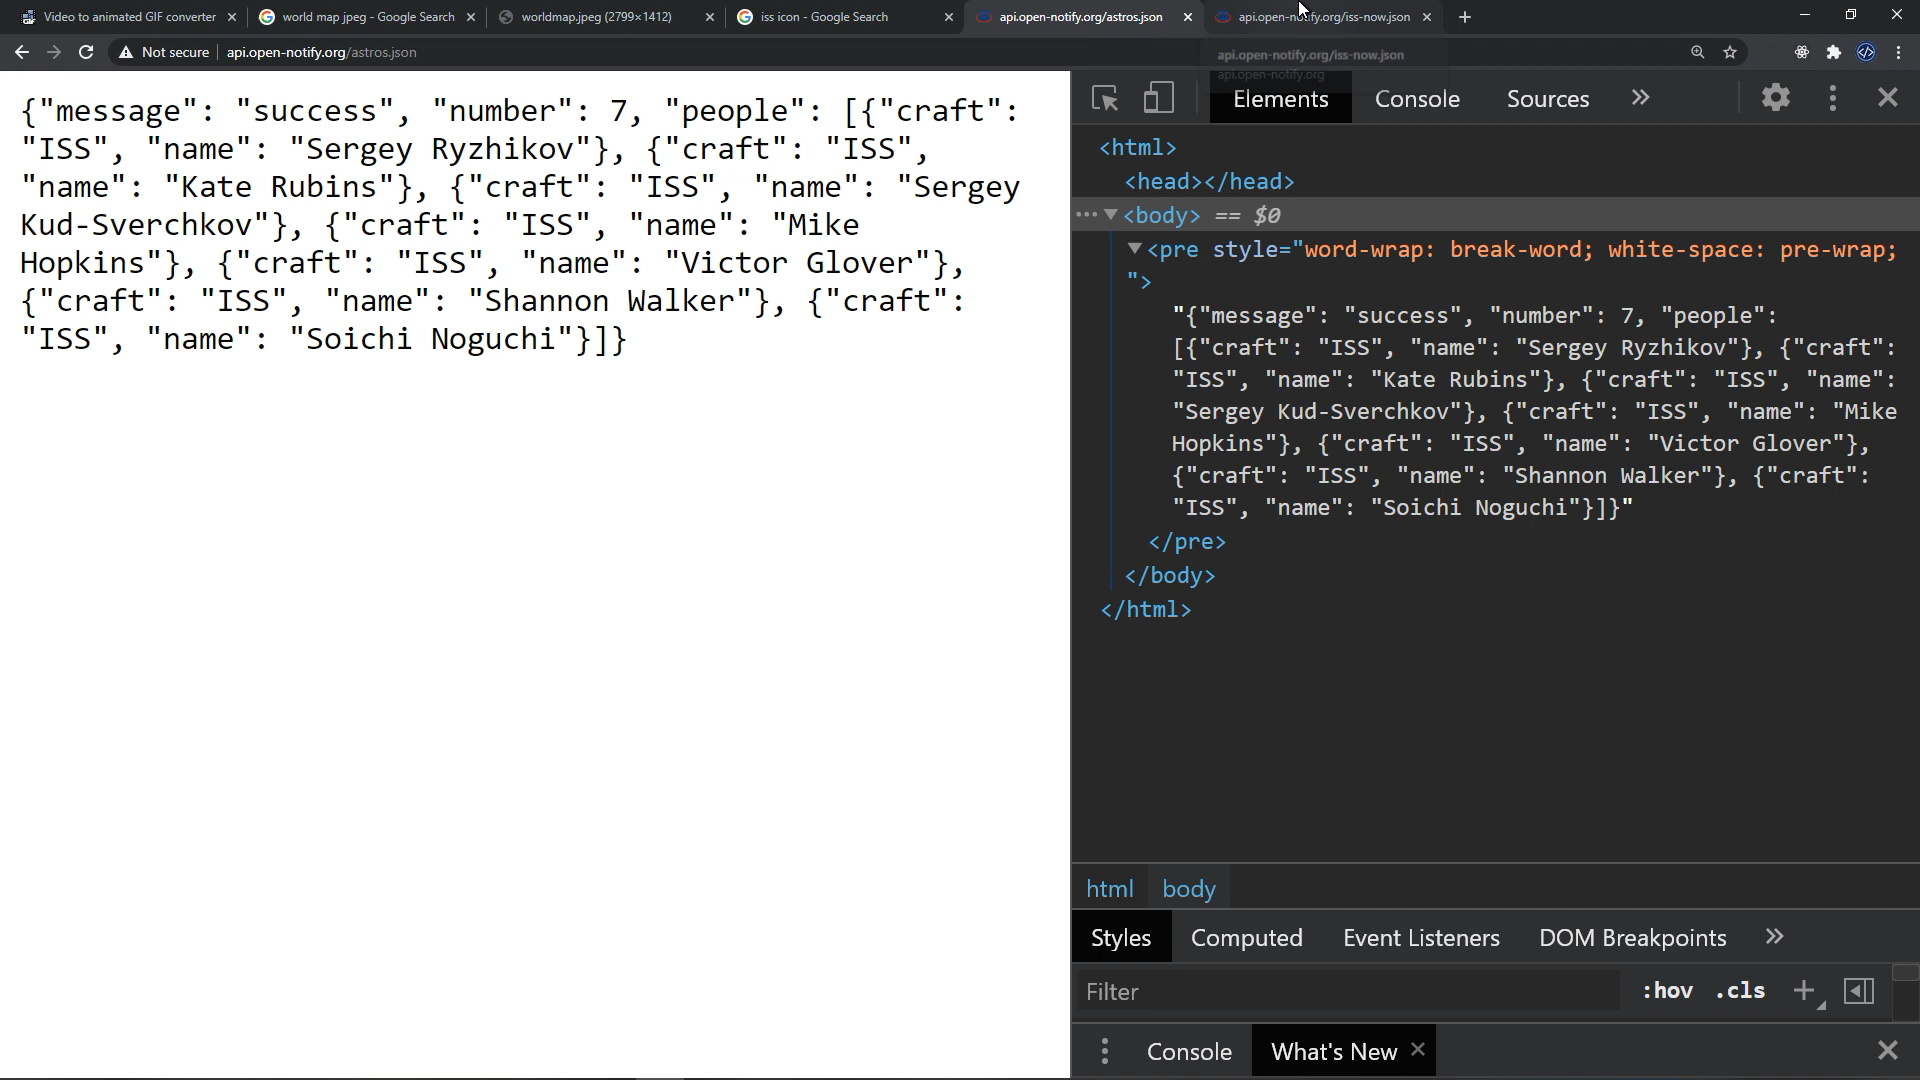 Video to animated GIF converter
world map jpeg - Google Search
worldmap.jpeg (2799×1412)
iss icon - Google Search
api.open-notify.org/astros.json
api.open-notify.org/iss-now.json
Not secure
api.open-notify.org/astros.json
api.open-notify.org/iss-now.json
api.open-notify.org
{"message": "success", "number": 7, "people": [{"craft":
"ISS", "name": "Sergey Ryzhikov"}, {"craft": "ISS",
"name": "Kate Rubins"}, {"craft": "ISS", "name": "Sergey
Kud-Sverchkov"}, {"craft": "ISS", "name": "Mike
Hopkins"}, {"craft": "ISS", "name": "Victor Glover"},
{"craft": "ISS", "name": "Shannon Walker"}, {"craft":
"ISS", "name": "Soichi Noguchi"}]}
Elements
Console
Sources
<html>
<head></head>
<body> == $0
<pre style="word-wrap: break-word; white-space: pre-wrap;
">
"{"message": "success", "number": 7, "people":
[{"craft": "ISS", "name": "Sergey Ryzhikov"}, {"craft":
"ISS", "name": "Kate Rubins"}, {"craft": "ISS", "name":
"Sergey Kud-Sverchkov"}, {"craft": "ISS", "name": "Mike
Hopkins"}, {"craft": "ISS", "name": "Victor Glover"},
{"craft": "ISS", "name": "Shannon Walker"}, {"craft":
"ISS", "name": "Soichi Noguchi"}]}"
</pre>
</body>
</html>
html
body
Styles
Computed
Event Listeners
DOM Breakpoints
Filter
:hov
.cls
Console
What's New